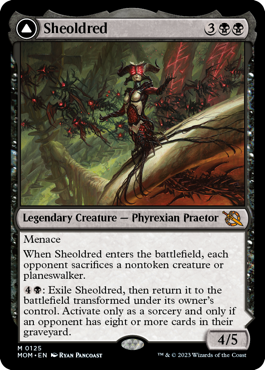 Sheoldred 3
Legendary Creature — Phyrexian Praetor
Menace
When Sheoldred enters the battlefield, each
opponent sacrifices a nontoken creature or
planeswalker.
4 : Exile Sheoldred, then return it to the
battlefield transformed under its owner's
control. Activate only as a sorcery and only if
an opponent has eight or more cards in their
graveyard.
4/5
M 0125
MOM • EN RYAN PANCOAST
™ & © 2023 Wizards of the Coast